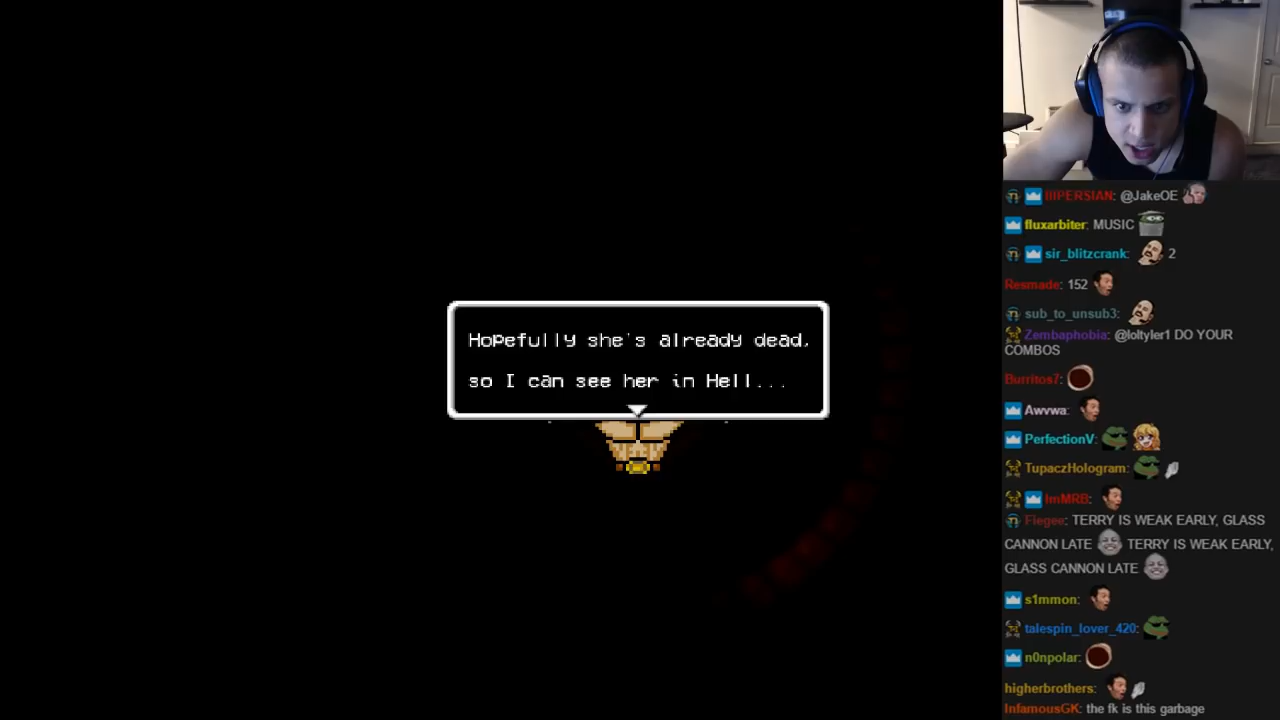 Hopefully she's already dead,
so I can see her in Hell...
IIIPERSIAN: @JakeOE
fluxarbiter: MUSIC
sir_blitzcrank: 2
Resmade: 152
sub_to_unsub3:
Zembaphobia: @loltyler1 DO YOUR
COMBOS
Burritos7:
Awvwa:
PerfectionV:
TupaczHologram:
ImMRB:
Flegee: TERRY IS WEAK EARLY, GLASS
CANNON LATE TERRY IS WEAK EARLY,
GLASS CANNON LATE
s1mmon:
talespin_lover_420:
n0npolar:
higherbrothers:
InfamousGK: the fk is this garbage